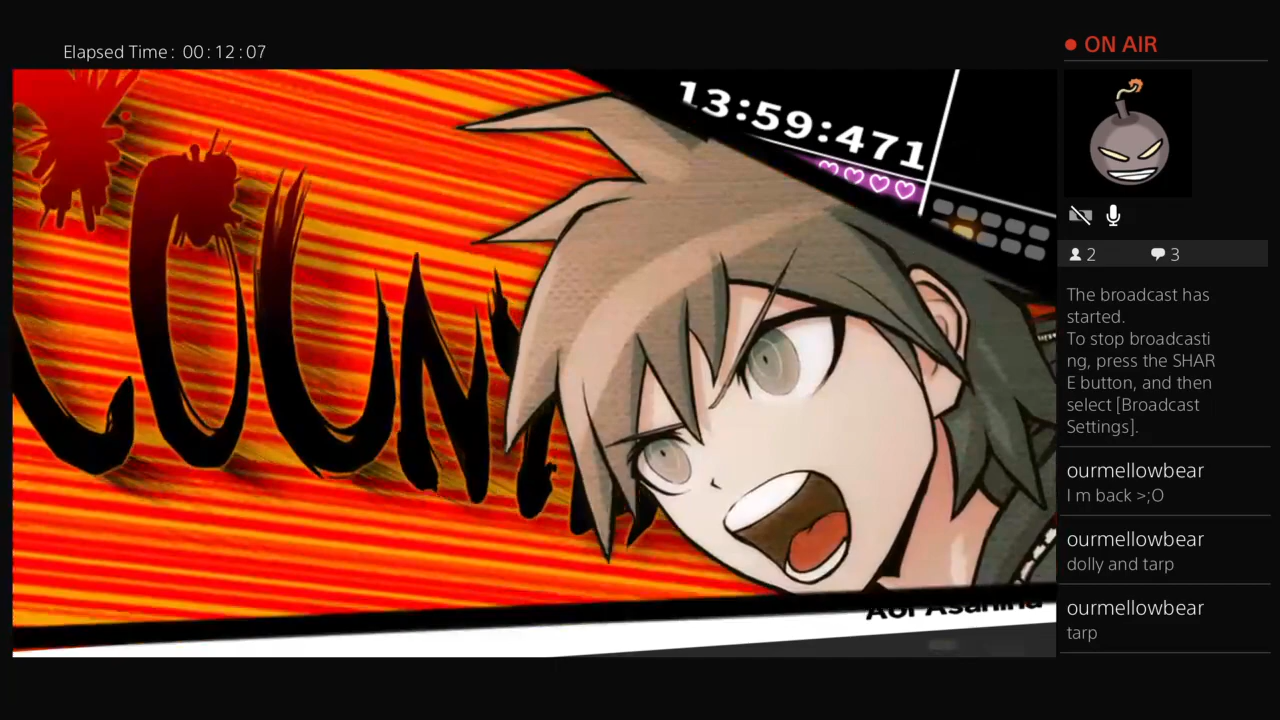 Elapsed Time: 00:12:07
ON AIR
13:59:471
COUNT
Aoi Asahina
2
3
The broadcast has
started.
To stop broadcasti
ng, press the SHAR
E button, and then
select [Broadcast
Settings].
ourmellowbear
I m back >;O
ourmellowbear
dolly and tarp
ourmellowbear
tarp